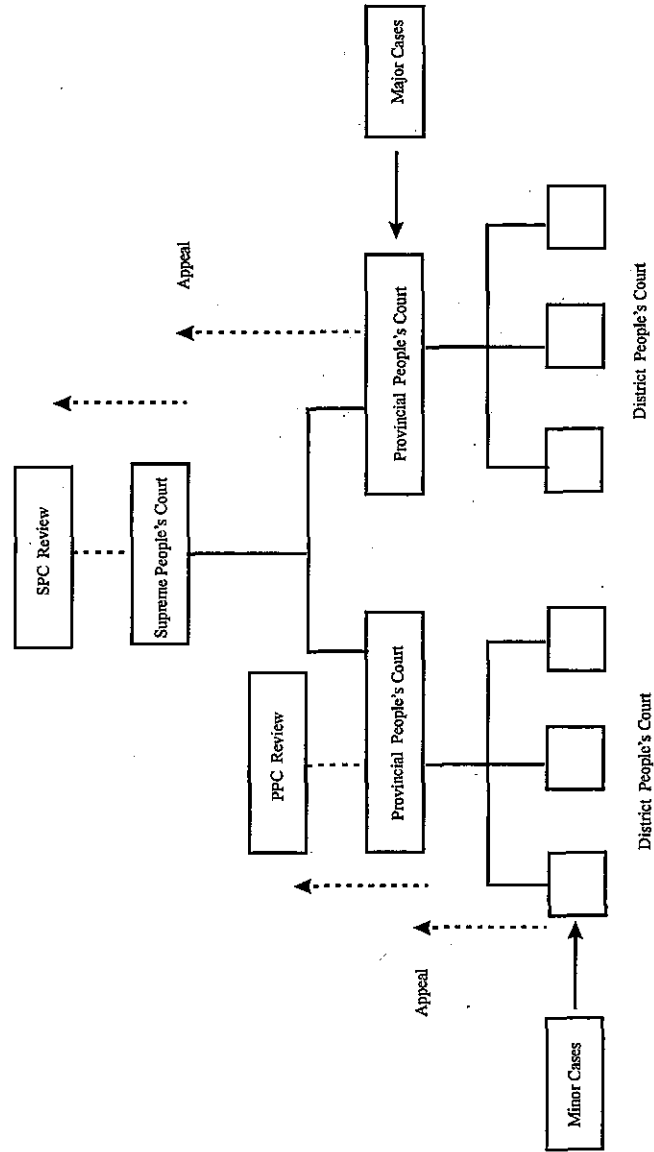 SPC Review
Supreme People's Court
Appeal
PPC Review
Provincial People's Court
Provincial People's Court
Major Cases
Appeal
Minor Cases
District People's Court
District People's Court